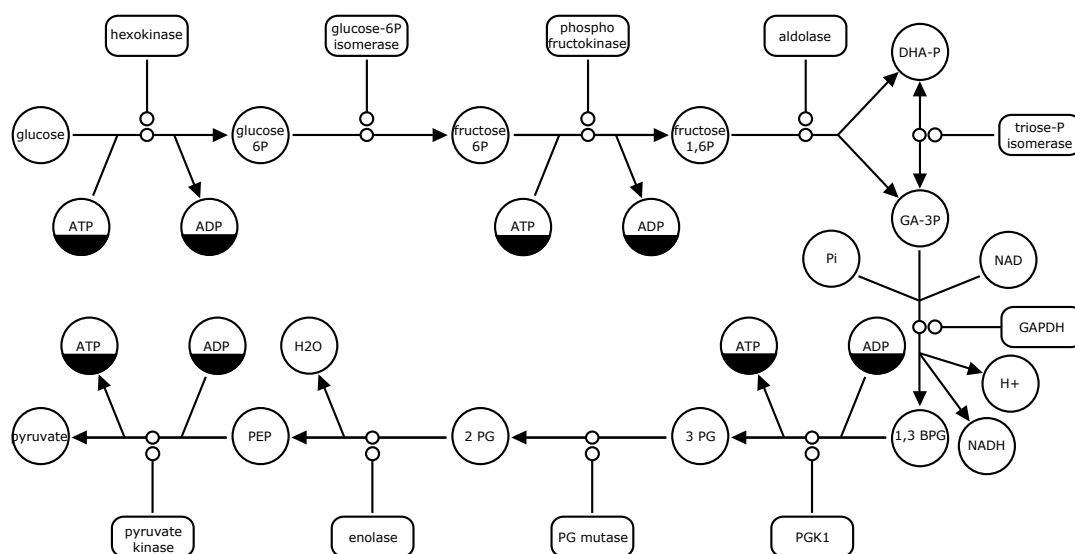 hexokinase
glucose-6P
isomerase
phospho
fructokinase
aldolase
DHA-P
glucose
glucose
6P
fructose
6P
fructose
1,6P
triose-P
isomerase
ATP
ADP
ATP
ADP
GA-3P
Pi
NAD
GAPDH
ATP
ADP
H2O
ATP
ADP
H+
pyruvate
PEP
2 PG
3 PG
1,3 BPG
NADH
pyruvate
kinase
enolase
PG mutase
PGK1